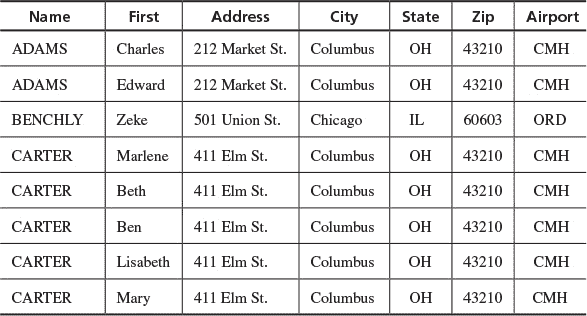 Name First Address City State Zip Airport
ADAMS Charles 212 Market St. Columbus OH 43210 CMH
ADAMS Edward 212 Market St. Columbus OH 43210 CMH
BENCHLY Zeke 501 Union St. Chicago IL 60603 ORD
CARTER Marlene 411 Elm St. Columbus OH 43210 CMH
CARTER Beth 411 Elm St. Columbus OH 43210 CMH
CARTER Ben 411 Elm St. Columbus OH 43210 CMH
CARTER Lisabeth 411 Elm St. Columbus OH 43210 CMH
CARTER Mary 411 Elm St. Columbus OH 43210 CMH